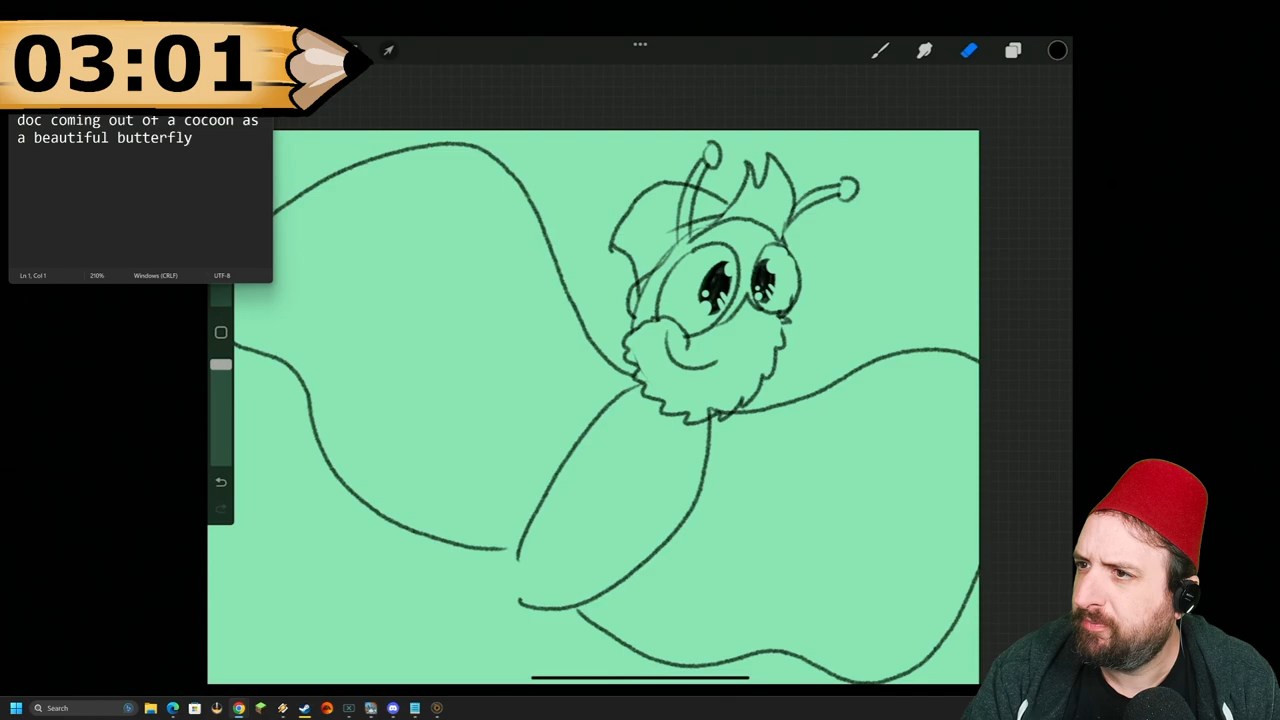 03:01
doc coming out of a cocoon as
a beautiful butterfly
Ln 1, Col 1 210% Windows (CRLF) UTF-8
Search